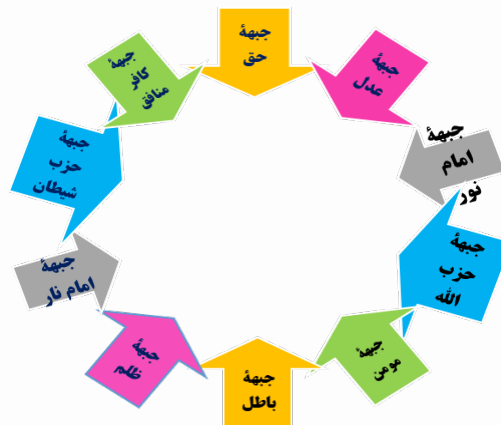 جبههٔ
حق
جبههٔ
عدل
جبههٔ
امام
نور
جبههٔ
حزب
الله
جبههٔ
مومن
جبههٔ
باطل
جبههٔ
ظلم
جبههٔ
امام نار
جبههٔ
حزب
شیطان
جبههٔ
کافر
منافق